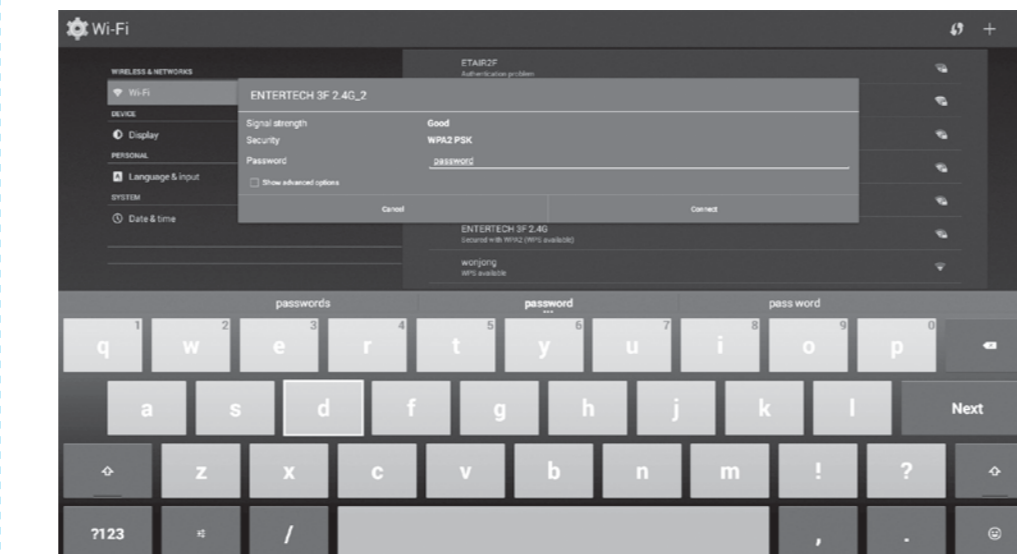 Wi-Fi
WIRELESS & NETWORKS
Wi-Fi
DEVICE
Display
PERSONAL
Language & input
SYSTEM
Date & time
ETAIR2F
Authentication problem
ENTERTECH 3F 2.4G_2
Signal strength Good
Security WPA2 PSK
Password password
Show advanced options
Cancel Connect
ENTERTECH 3F 2.4G
Secured with WPA2 (WPS available)
wonjong
WPS available
passwords password pass word
1 2 3 4 5 6 7 8 9 0
q w e r t y u i o p
a s d f g h j k l Next
z x c v b n m ! ?
?123 / , .